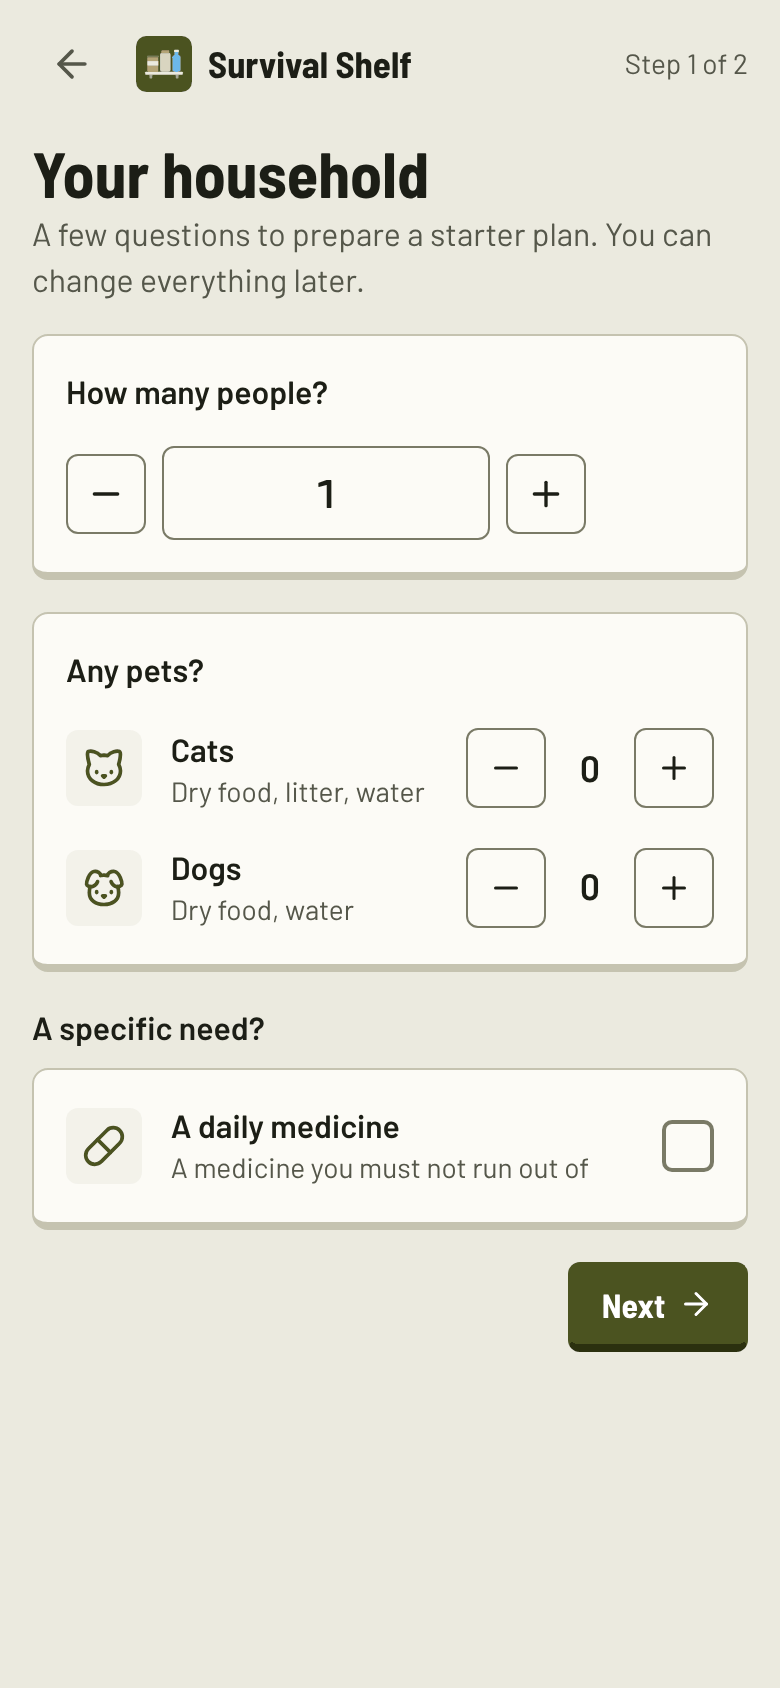 Survival Shelf
Step 1 of 2
Your household
A few questions to prepare a starter plan. You can
change everything later.
How many people?
1
Any pets?
Cats
Dry food, litter, water
0
Dogs
Dry food, water
0
A specific need?
A daily medicine
A medicine you must not run out of
Next